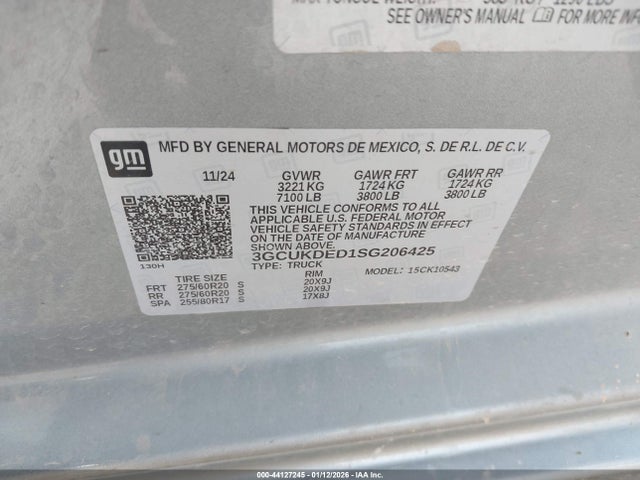 SEE OWNER'S MANUAL FOR MORE INFO
gm
MFD BY GENERAL MOTORS DE MEXICO, S. DE R.L. DE C.V.
11/24 GVWR GAWR FRT GAWR RR
3221 KG 1724 KG 1724 KG
7100 LB 3800 LB 3800 LB
THIS VEHICLE CONFORMS TO ALL
APPLICABLE U.S. FEDERAL MOTOR
VEHICLE SAFETY STANDARDS IN EFFECT
ON THE DATE OF MANUFACTURE
SHOWN ABOVE.
3GCUKDED1SG206425
130H TYPE: TRUCK MODEL: 15CK10543
TIRE SIZE RIM
FRT 275/60R20 S 20X9J
RR 275/60R20 S 20X9J
SPA 255/80R17 S 17X8J
000-44127245 - 01/12/2026 - IAA Inc.